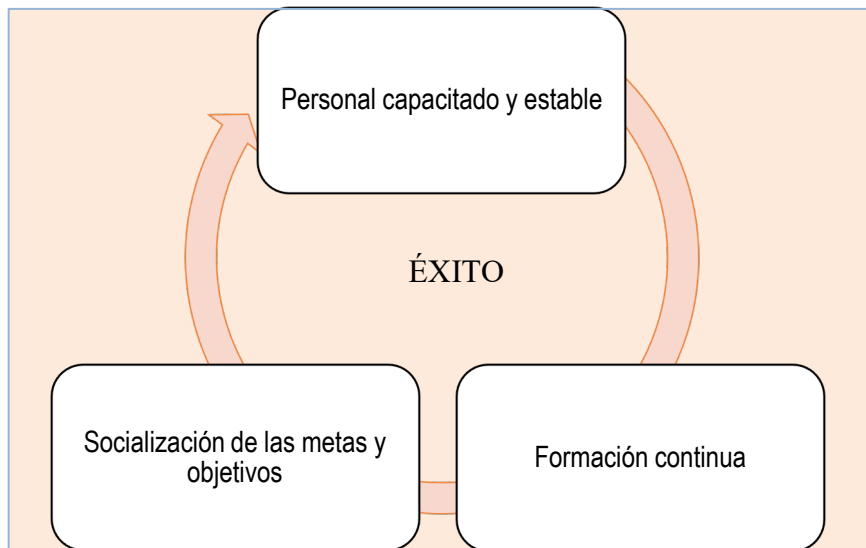 Personal capacitado y estable
ÉXITO
Socialización de las metas y
objetivos
Formación continua